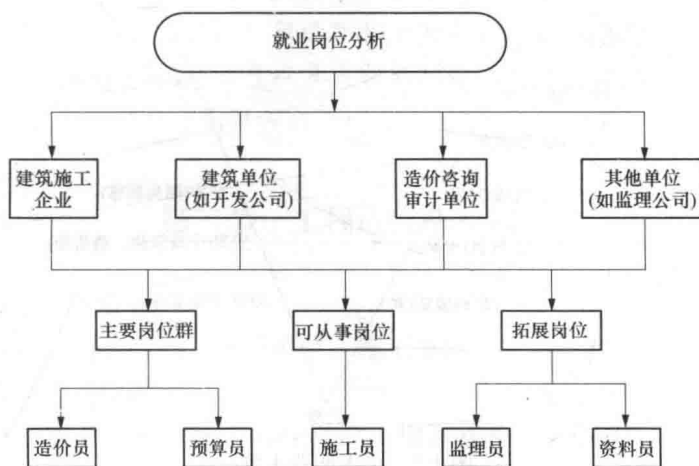 就业岗位分析
建筑施工
企业
建筑单位
(如开发公司)
造价咨询
审计单位
其他单位
(如监理公司)
主要岗位群
可从事岗位
拓展岗位
造价员
预算员
施工员
监理员
资料员